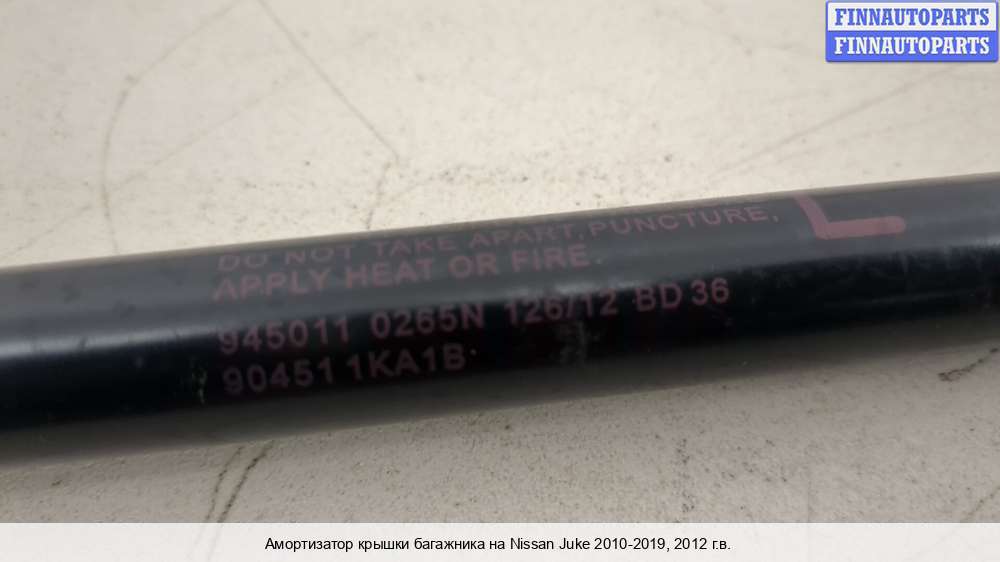 FINNAUTOPARTS
FINNAUTOPARTS
L
DO NOT TAKE APART, PUNCTURE,
APPLY HEAT OR FIRE.
945011 0265N 126/12 BD 36
90451 1KA1B
Амортизатор крышки багажника на Nissan Juke 2010-2019, 2012 г.в.